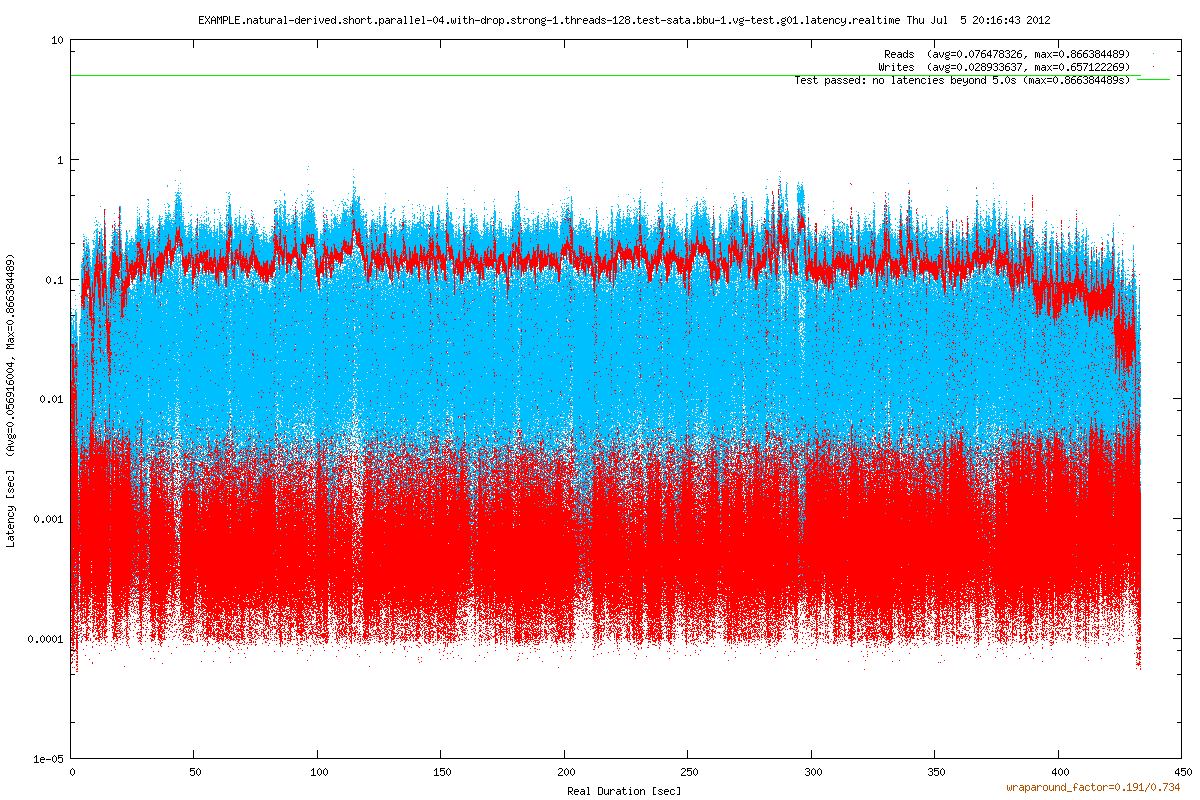 EXAMPLE.natural-derived.short.parallel-04.with-drop.strong-1.threads-128.test-sata.bbu-1.vg-test.g01.latency.realtime Thu Jul  5 20:16:43 2012
Reads  (avg=0.076478326, max=0.866384489)
Writes  (avg=0.028933637, max=0.657122269)
Test passed: no latencies beyond 5.0s (max=0.866384489s)
10
1
0.1
0.01
0.001
0.0001
1e-05
Latency [sec]  (Avg=0.056916004, Max=0.866384489)
0 50 100 150 200 250 300 350 400 450
Real Duration [sec]
wraparound_factor=0.191/0.734